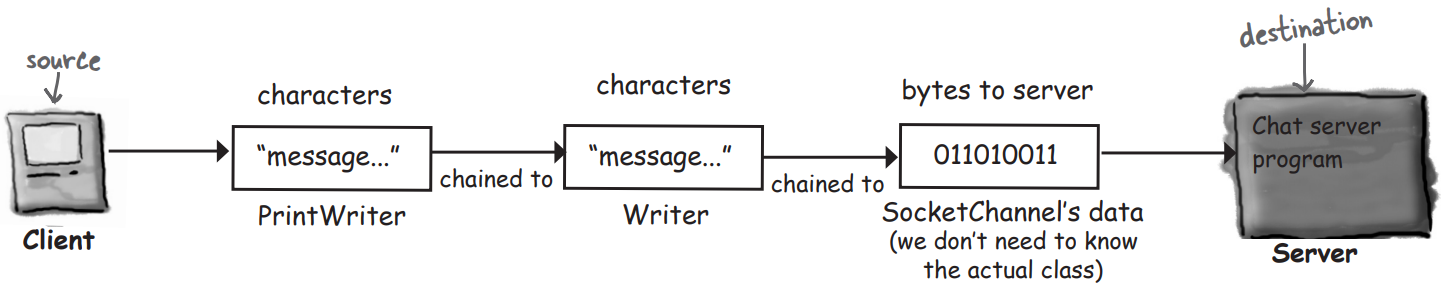 source
Client
characters
“message...”
PrintWriter
chained to
characters
“message...”
Writer
chained to
bytes to server
011010011
SocketChannel’s data
(we don’t need to know
the actual class)
destination
Chat server
program
Server